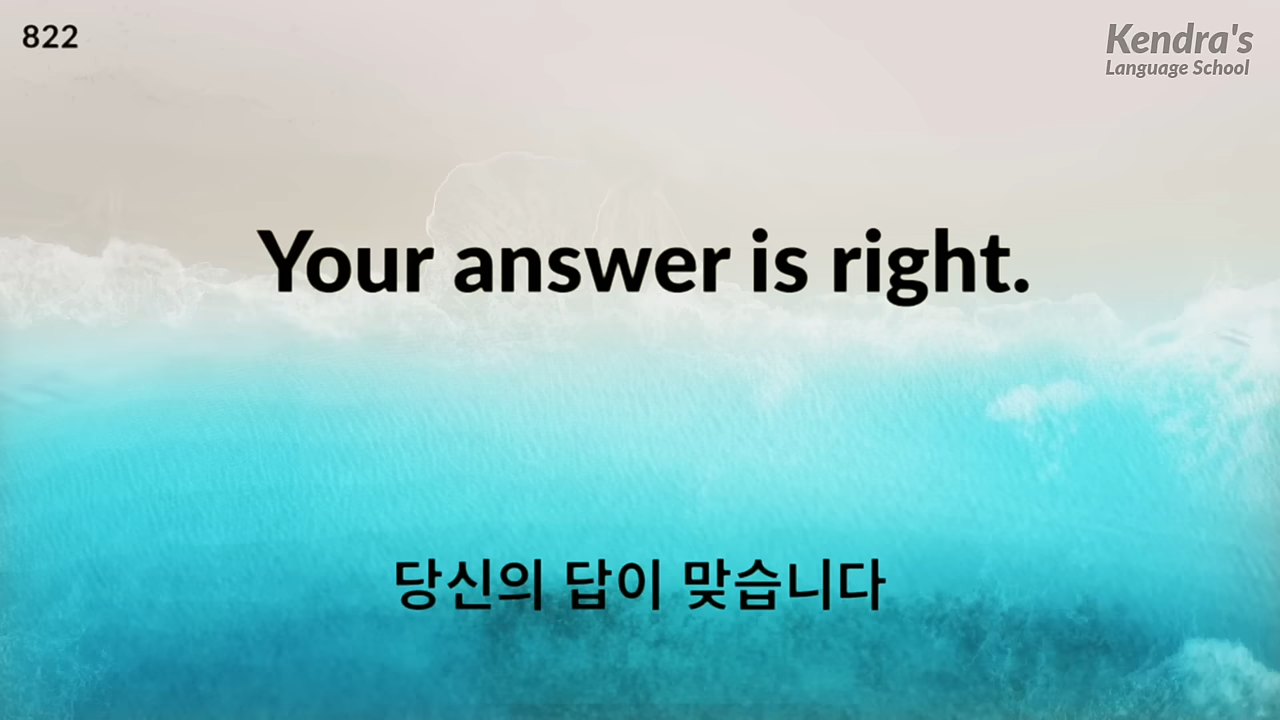 822
Kendra's
Language School
Your answer is right.
당신의 답이 맞습니다